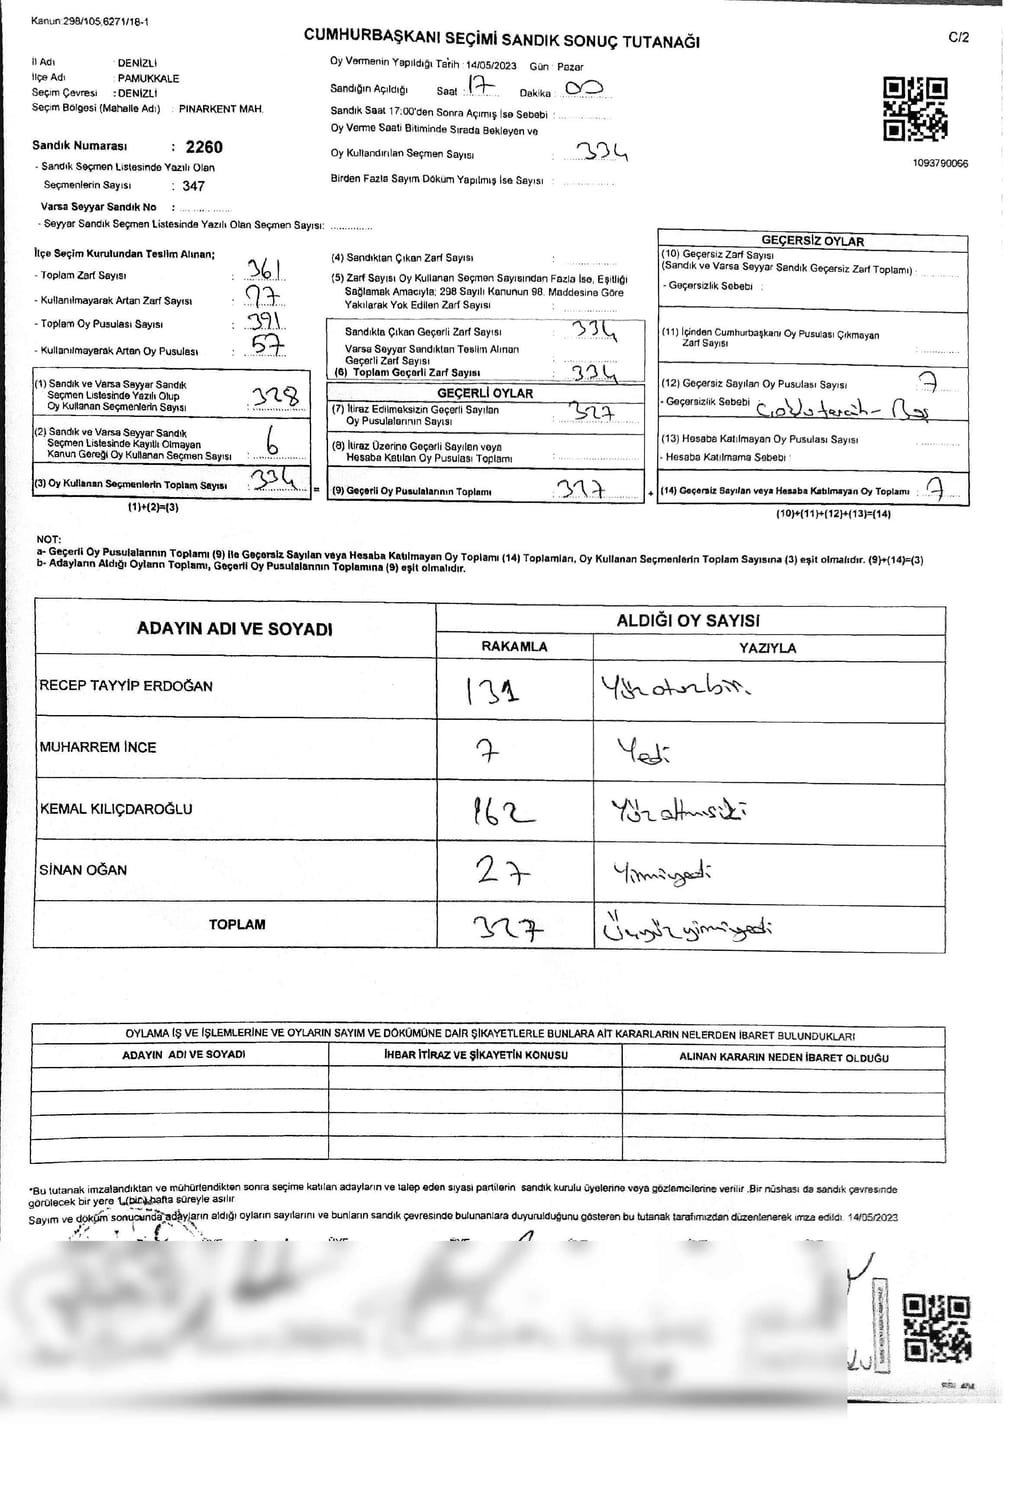 Kanun:298/105,6271/18-1
CUMHURBAŞKANI SEÇİMİ SANDIK SONUÇ TUTANAĞI
C/2
İl Adı : DENİZLİ
İlçe Adı : PAMUKKALE
Seçim Çevresi : DENİZLİ
Seçim Bölgesi (Mahalle Adı) : PINARKENT MAH.
Sandık Numarası : 2260
- Sandık Seçmen Listesinde Yazılı Olan
Seçmenlerin Sayısı : 347
Varsa Seyyar Sandık No : ..............
- Seyyar Sandık Seçmen Listesinde Yazılı Olan Seçmen Sayısı: ..............
Oy Vermenin Yapıldığı Tarih : 14/05/2023 Gün : Pazar
Sandığın Açıldığı Saat : 17 Dakika : 00
Sandık Saat 17:00'den Sonra Açımış İse Sebebi : ..............
Oy Verme Saati Bitiminde Sırada Bekleyen ve
Oy Kullandırılan Seçmen Sayısı : 334
Birden Fazla Sayım Döküm Yapılmış İse Sayısı : ..............
1093790066
İlçe Seçim Kurulundan Teslim Alınan;
- Toplam Zarf Sayısı : 361
- Kullanılmayarak Artan Zarf Sayısı :
- Toplam Oy Pusulası Sayısı : 391
- Kullanılmayarak Artan Oy Pusulası : 57
(1) Sandık ve Varsa Seyyar Sandık
Seçmen Listesinde Yazılı Olup
Oy Kullanan Seçmenlerin Sayısı : 328
(2) Sandık ve Varsa Seyyar Sandık
Seçmen Listesinde Kayıtlı Olmayan
Kanun Gereği Oy Kullanan Seçmen Sayısı : 6
(3) Oy Kullanan Seçmenlerin Toplam Sayısı : 334 =
(1)+(2)=(3)
(4) Sandıktan Çıkan Zarf Sayısı : ..............
(5) Zarf Sayısı Oy Kullanan Seçmen Sayısından Fazla İse, Eşitliği
Sağlamak Amacıyla; 298 Sayılı Kanunun 98. Maddesine Göre
Yakılarak Yok Edilen Zarf Sayısı : ..............
Sandıkta Çıkan Geçerli Zarf Sayısı : 334
Varsa Seyyar Sandıktan Teslim Alınan
Geçerli Zarf Sayısı : ..............
(6) Toplam Geçerli Zarf Sayısı : 334
GEÇERLİ OYLAR
(7) İtiraz Edilmeksizin Geçerli Sayılan
Oy Pusulalarının Sayısı : 327
(8) İtiraz Üzerine Geçerli Sayılan veya
Hesaba Katılan Oy Pusulası Toplamı : ..............
(9) Geçerli Oy Pusulalarının Toplamı : 327 +
GEÇERSİZ OYLAR
(10) Geçersiz Zarf Sayısı
(Sandık ve Varsa Seyyar Sandık Geçersiz Zarf Toplamı) : ..............
- Geçersizlik Sebebi :
(11) İçinden Cumhurbaşkanı Oy Pusulası Çıkmayan
Zarf Sayısı : ..............
(12) Geçersiz Sayılan Oy Pusulası Sayısı : 7
- Geçersizlik Sebebi : tercih - Boş
(13) Hesaba Katılmayan Oy Pusulası Sayısı : ..............
- Hesaba Katılmama Sebebi :
(14) Geçersiz Sayılan veya Hesaba Katılmayan Oy Toplamı : 7
(10)+(11)+(12)+(13)=(14)
NOT:
a- Geçerli Oy Pusulalarının Toplamı (9) ile Geçersiz Sayılan veya Hesaba Katılmayan Oy Toplamı (14) Toplamları, Oy Kullanan Seçmenlerin Toplam Sayısına (3) eşit olmalıdır. (9)+(14)=(3)
b- Adayların Aldığı Oyların Toplamı, Geçerli Oy Pusulalarının Toplamına (9) eşit olmalıdır.
ADAYIN ADI VE SOYADI
ALDIĞI OY SAYISI
RAKAMLA YAZIYLA
RECEP TAYYİP ERDOĞAN 131 Yüzotuzbir.
MUHARREM İNCE 7 Yedi
KEMAL KILIÇDAROĞLU 162 Yüzaltmışiki
SİNAN OĞAN 27 Yirmiyedi
TOPLAM 327 Üçyüzyirmiyedi
OYLAMA İŞ VE İŞLEMLERİNE VE OYLARIN SAYIM VE DÖKÜMÜNE DAİR ŞİKAYETLERLE BUNLARA AİT KARARLARIN NELERDEN İBARET BULUNDUKLARI
ADAYIN ADI VE SOYADI İHBAR İTİRAZ VE ŞİKAYETİN KONUSU ALINAN KARARIN NEDEN İBARET OLDUĞU
*Bu tutanak imzalandıktan ve mühürlendikten sonra seçime katılan adayların ve talep eden siyasi partilerin sandık kurulu üyelerine veya gözlemcilerine verilir .Bir nüshası da sandık çevresinde
görülecek bir yere 1.(bir) hafta süreyle asılır
Sayım ve döküm sonucunda adayların aldığı oyların sayılarını ve bunların sandık çevresinde bulunanlara duyurulduğunu gösteren bu tutanak tarafımızdan düzenlenerek imza edildi. 14/05/2023